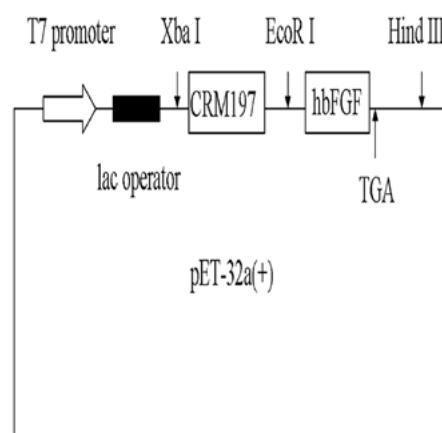 T7 promoter
Xba I
EcoR I
Hind III
CRM197
hbFGF
lac operator
TGA
pET-32a(+)